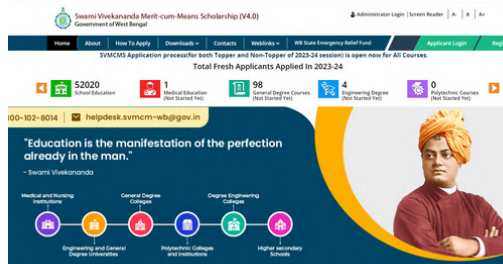 Swami Vivekananda Merit-cum-Means Scholarship (V4.0)
Government of West Bengal
Administrator Login | Screen Reader | A- | A | A+
Home About How To Apply Downloads Contacts Weblinks WB State Emergency Relief Fund Applicant Login
SVMCMS Application process(for both Topper and Non-Topper of 2023-24 session) is open now for All Courses.
Total Fresh Applicants Applied In 2023-24
52020
School Education
1
Medical Education
(Not Started Yet)
98
General Degree Courses
(Not Started Yet)
4
Engineering Degree
(Not Started Yet)
0
Polytechnic Courses
(Not Started Yet)
800-102-8014 | helpdesk.svmcm-wb@gov.in
"Education is the manifestation of the perfection
already in the man."
- Swami Vivekananda
Medical and Nursing
Institutions
General Degree
Colleges
Degree Engineering
Colleges
Engineering and General
Degree Universities
Polytechnic Colleges
and Institutions
Higher secondary
Schools